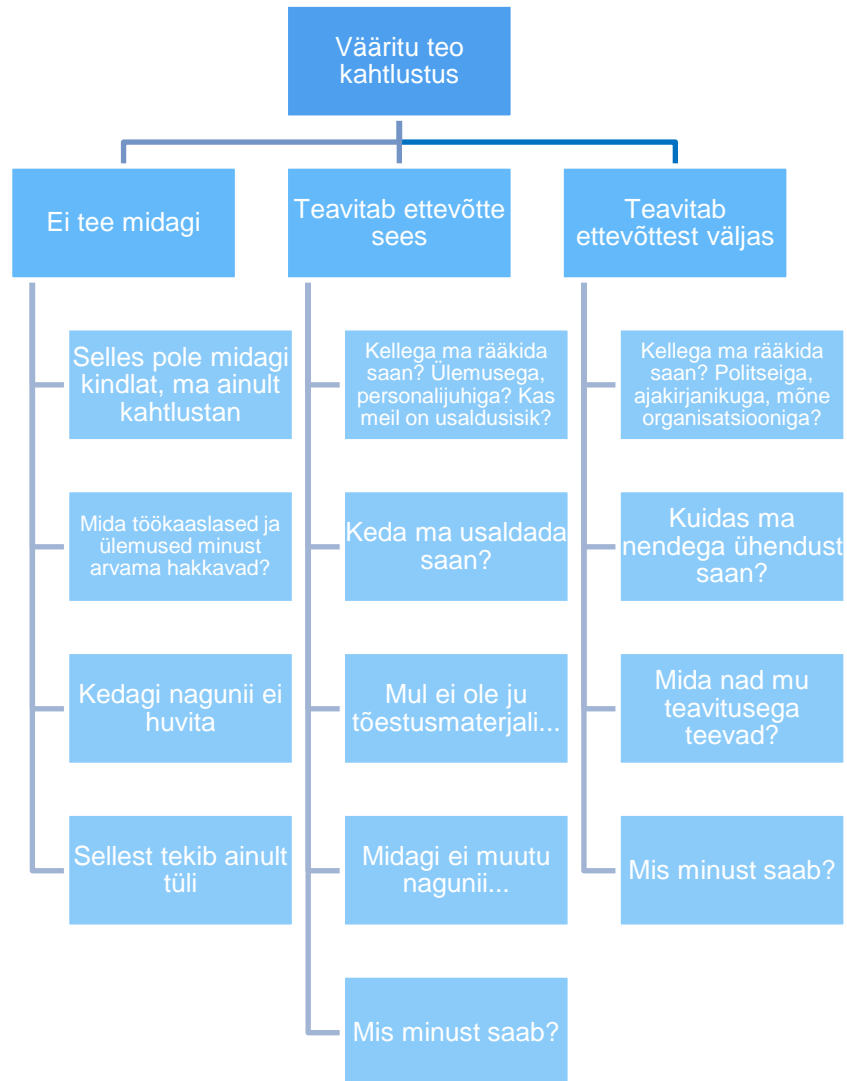 Vääritu teo
kahtlustus
Ei tee midagi
Teavitab ettevõtte
sees
Teavitab
ettevõttest väljas
Selles pole midagi
kindlat, ma ainult
kahtlustan
Mida töökaaslased ja
ülemused minust
arvama hakkavad?
Kedagi nagunii ei
huvita
Sellest tekib ainult
tüli
Kellega ma rääkida
saan? Ülemusega,
personalijuhiga? Kas
meil on usaldusisik?
Keda ma usaldada
saan?
Mul ei ole ju
tõestusmaterjali...
Midagi ei muutu
nagunii...
Mis minust saab?
Kellega ma rääkida
saan? Politseiga,
ajakirjanikuga, mõne
organisatsiooniga?
Kuidas ma
nendega ühendust
saan?
Mida nad mu
teavitusega
teevad?
Mis minust saab?